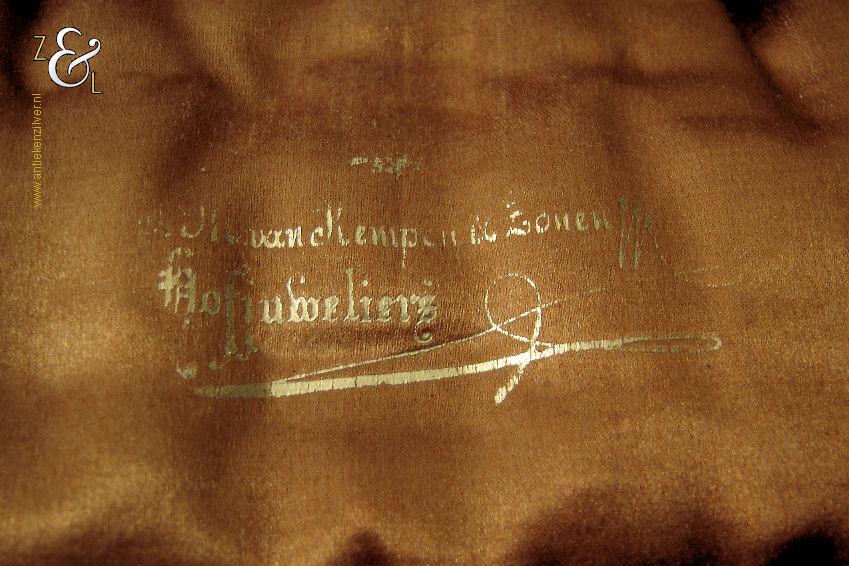 Z & L
www.antiekenzilver.nl
van Kempen & Zonen
Hofjuweliers